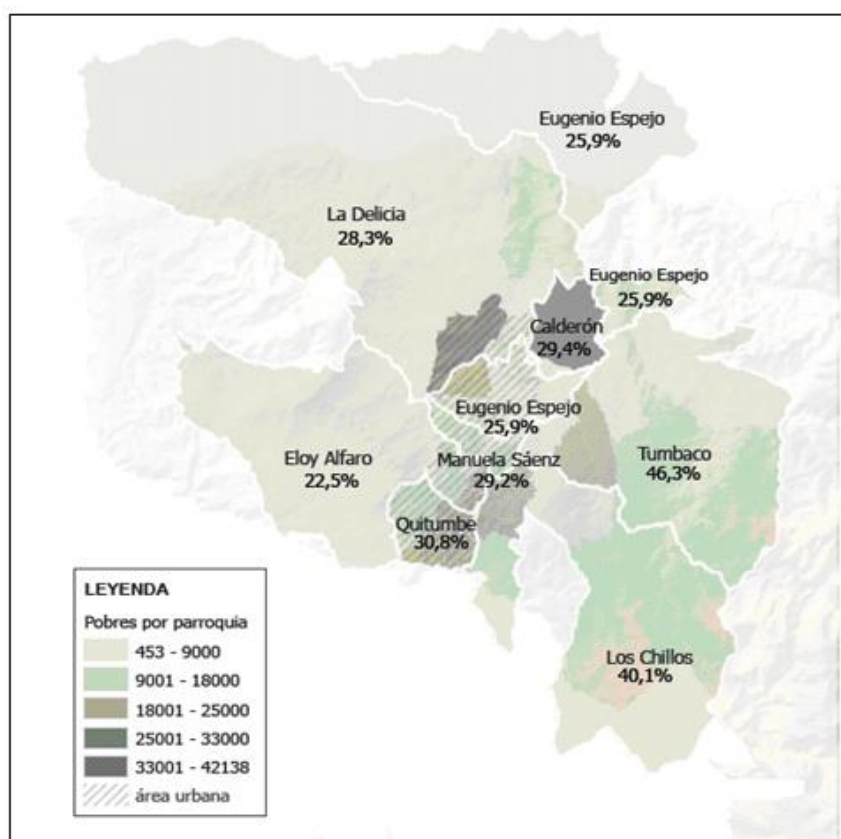 Eugenio Espejo
25,9%
La Delicia
28,3%
Eugenio Espejo
25,9%
Calderón
29,4%
Eugenio Espejo
25,9%
Eloy Alfaro
22,5%
Manuela Sáenz
29,2%
Tumbaco
46,3%
Quitumbe
30,8%
Los Chillos
40,1%
LEYENDA
Pobres por parroquia
453 - 9000
9001 - 18000
18001 - 25000
25001 - 33000
33001 - 42138
área urbana